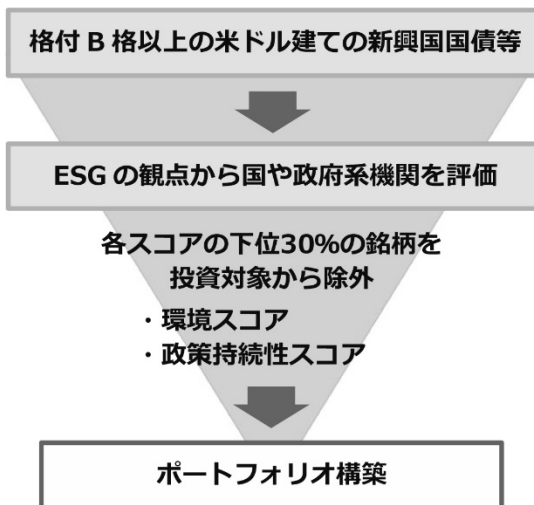 格付 B 格以上の米ドル建ての新興国国債等
ESG の観点から国や政府系機関を評価
各スコアの下位30%の銘柄を
投資対象から除外
・環境スコア
・政策持続性スコア
ポートフォリオ構築